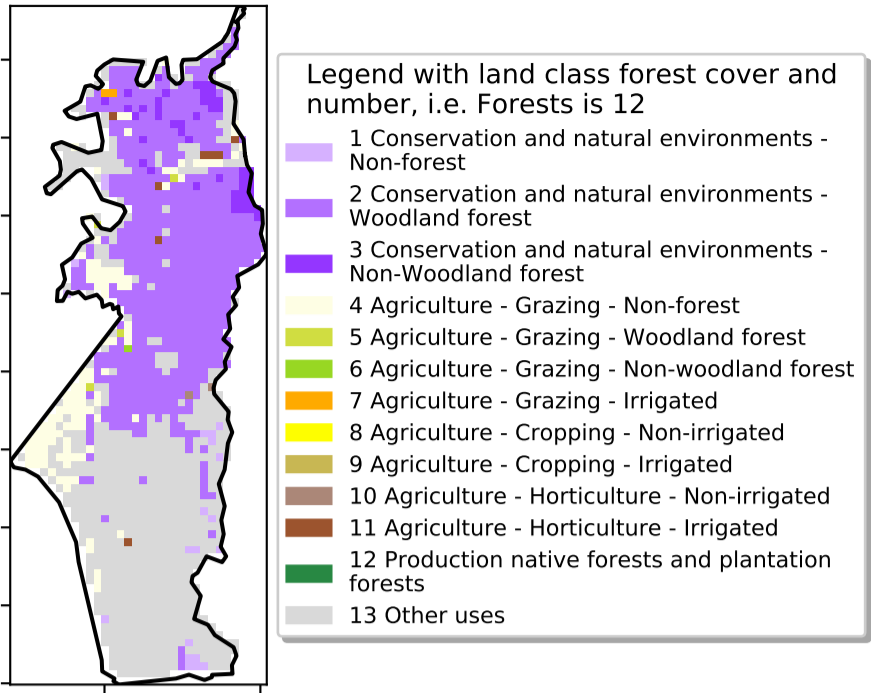 Legend with land class forest cover and
number, i.e. Forests is 12
1 Conservation and natural environments -
Non-forest
2 Conservation and natural environments -
Woodland forest
3 Conservation and natural environments -
Non-Woodland forest
4 Agriculture - Grazing - Non-forest
5 Agriculture - Grazing - Woodland forest
6 Agriculture - Grazing - Non-woodland forest
7 Agriculture - Grazing - Irrigated
8 Agriculture - Cropping - Non-irrigated
9 Agriculture - Cropping - Irrigated
10 Agriculture - Horticulture - Non-irrigated
11 Agriculture - Horticulture - Irrigated
12 Production native forests and plantation
forests
13 Other uses